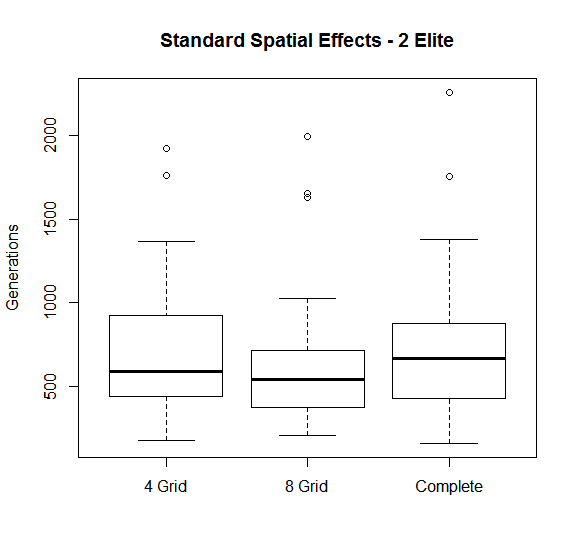 Standard Spatial Effects - 2 Elite
2000
1500
1000
500
Generations
4 Grid
8 Grid
Complete